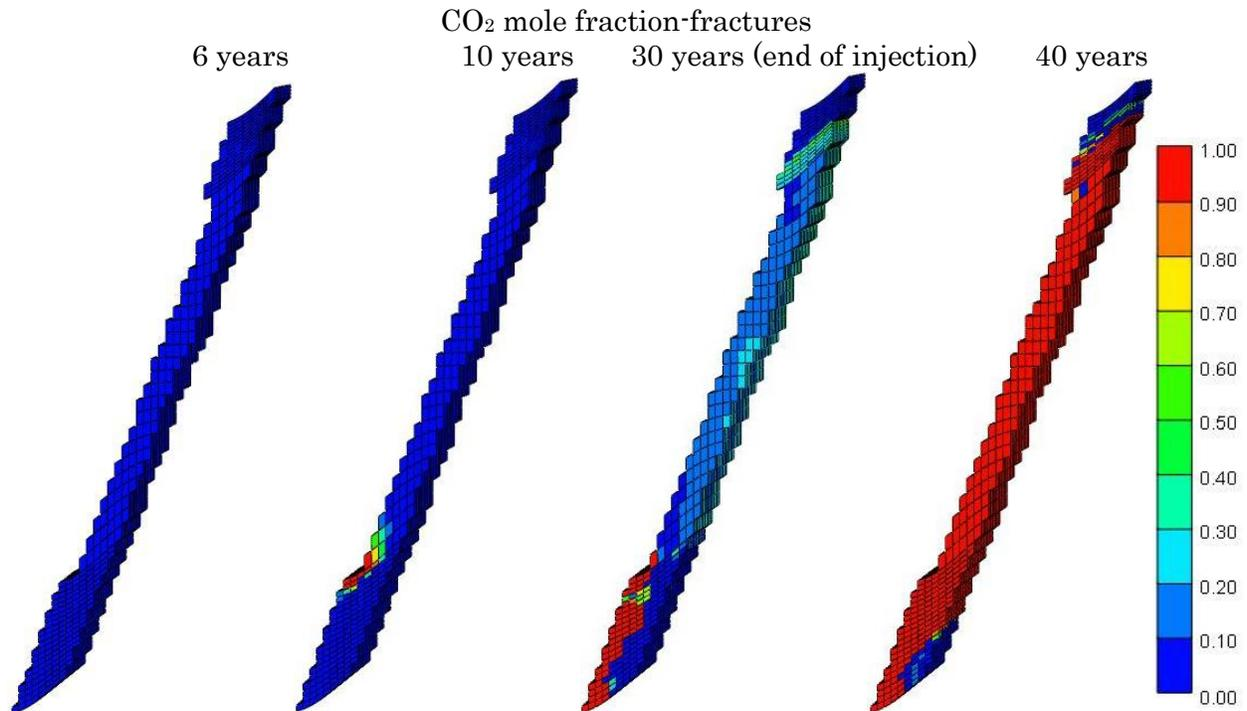 CO₂ mole fraction-fractures
6 years
10 years
30 years (end of injection)
40 years
1.00
0.90
0.80
0.70
0.60
0.50
0.40
0.30
0.20
0.10
0.00